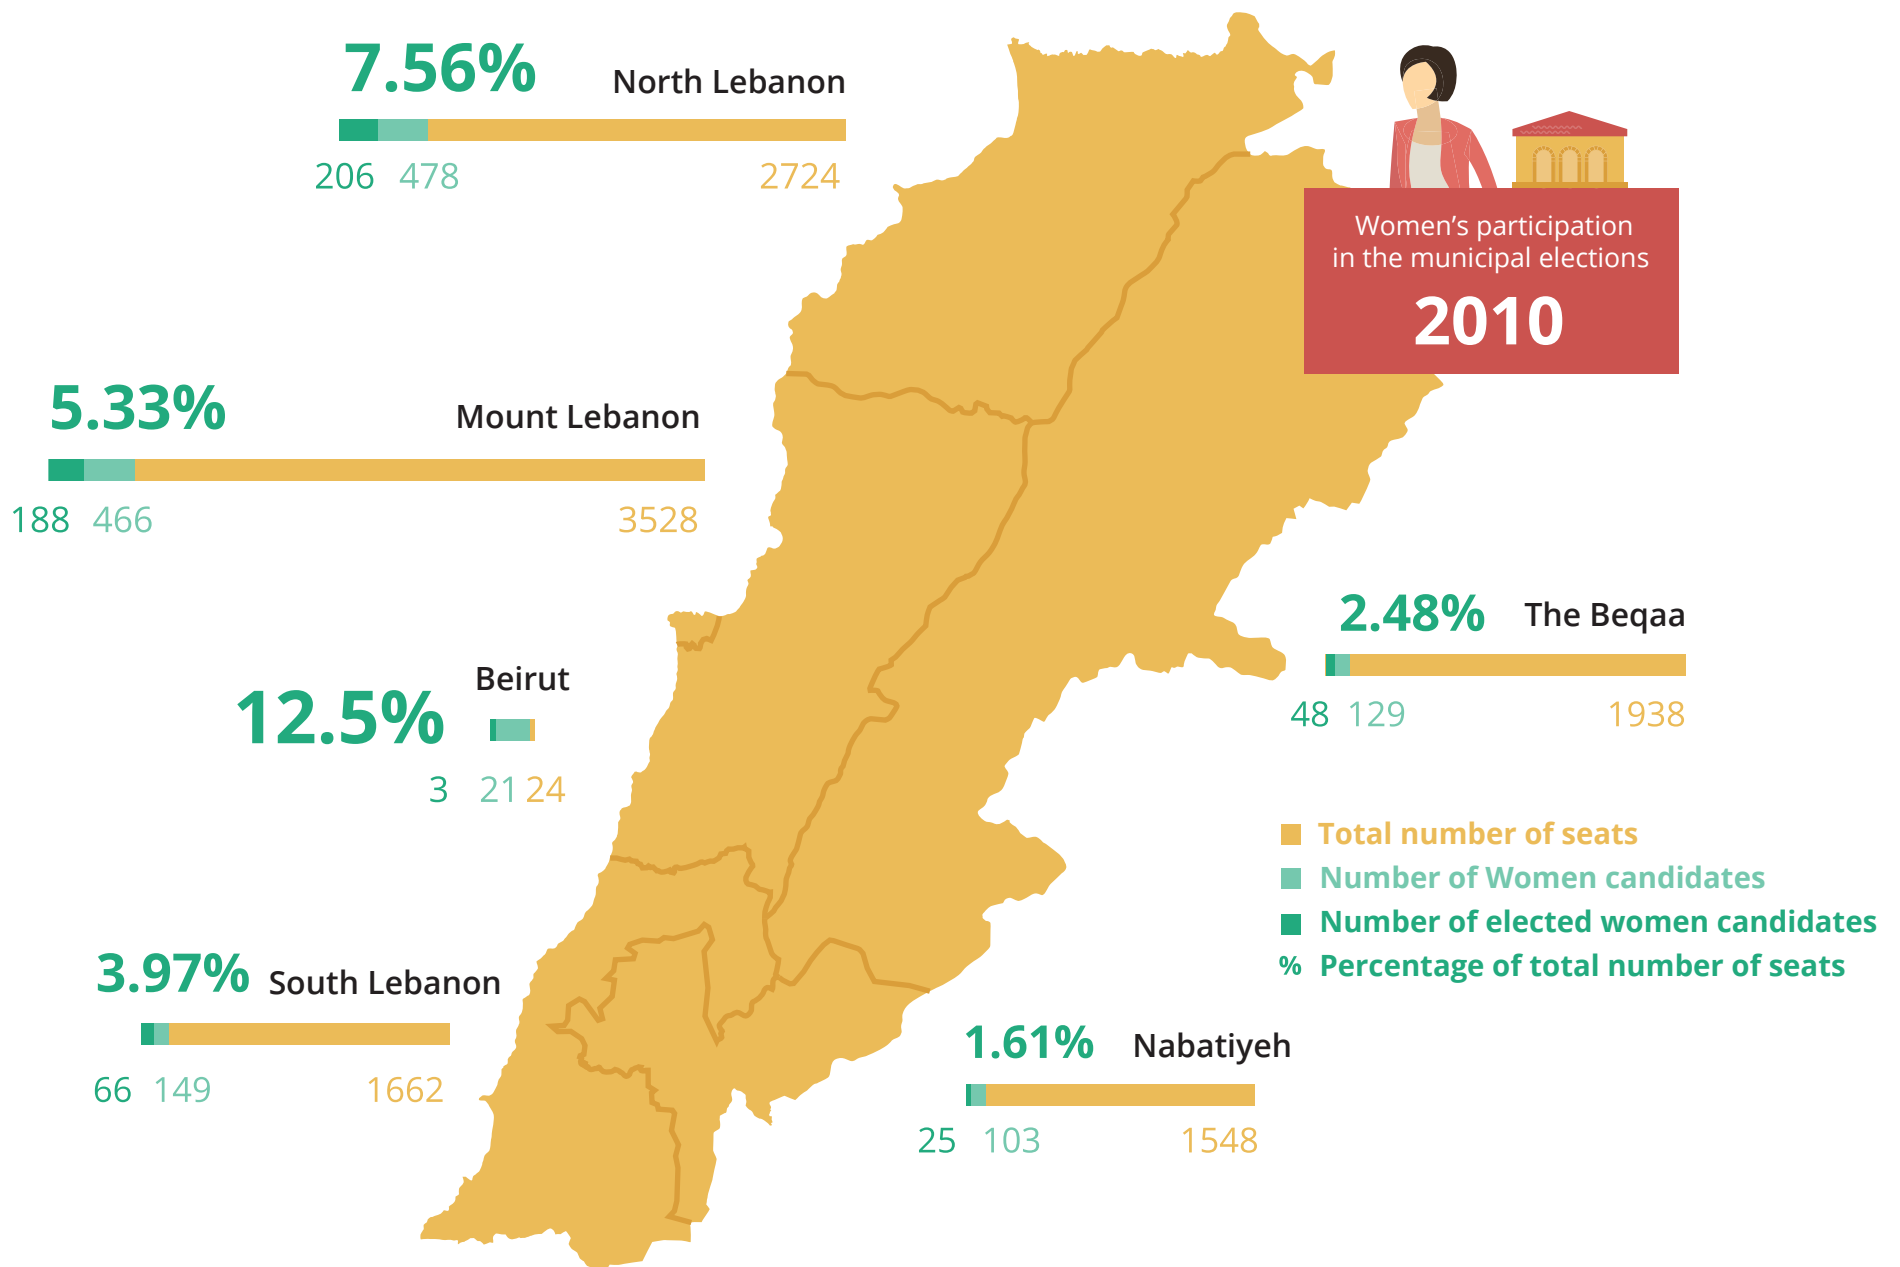 7.56% North Lebanon
206 478 2724
Women’s participation
in the municipal elections
2010
5.33% Mount Lebanon
188 466 3528
2.48% The Beqaa
48 129 1938
Beirut
12.5%
3 21 24
Total number of seats
Number of Women candidates
Number of elected women candidates
% Percentage of total number of seats
3.97% South Lebanon
66 149 1662
1.61% Nabatiyeh
25 103 1548